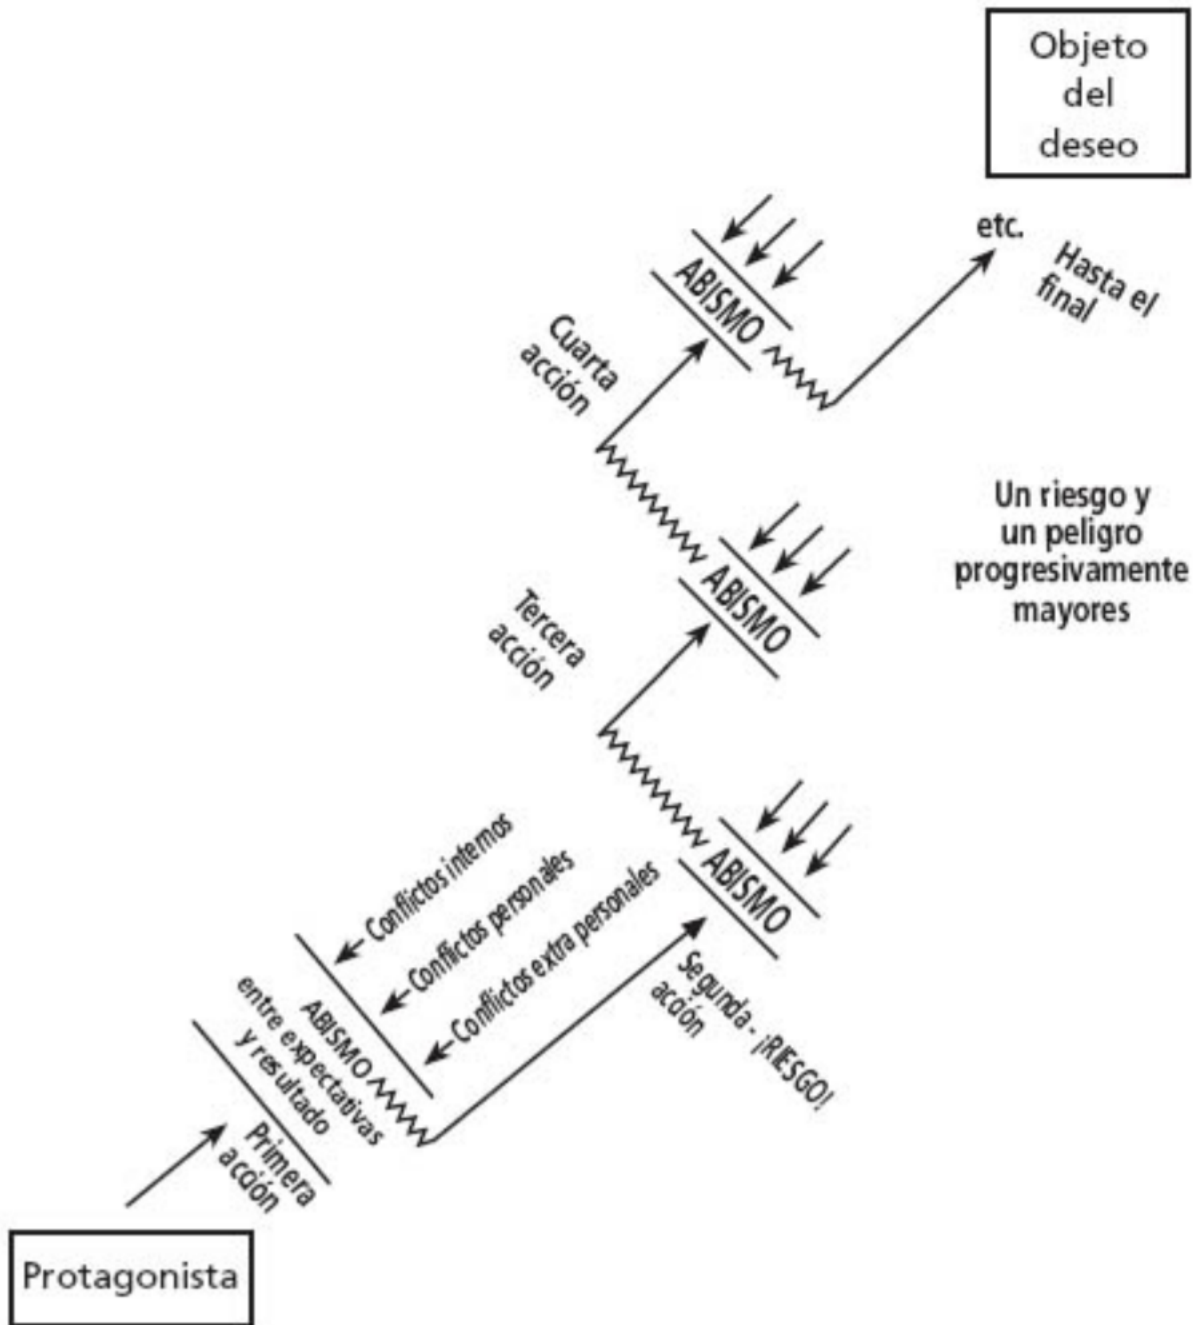 Objeto
del
deseo
etc.
Hasta el
final
ABISMO
Cuarta
acción
Un riesgo y
un peligro
progresivamente
mayores
ABISMO
Tercera
acción
ABISMO
Segunda - ¡RIESGO!
acción
Conflictos internos
Conflictos personales
Conflictos extra personales
ABISMO
entre expectativas
y resultado
Primera
acción
Protagonista